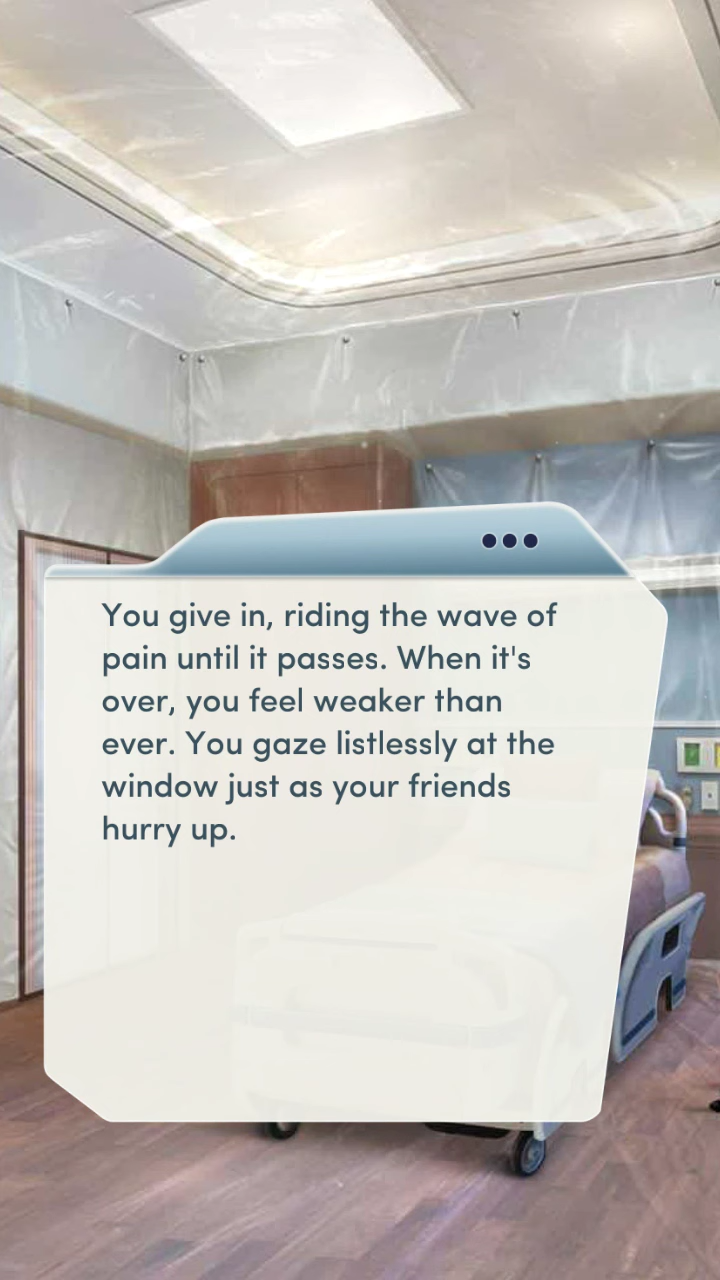 You give in, riding the wave of
pain until it passes. When it's
over, you feel weaker than
ever. You gaze listlessly at the
window just as your friends
hurry up.